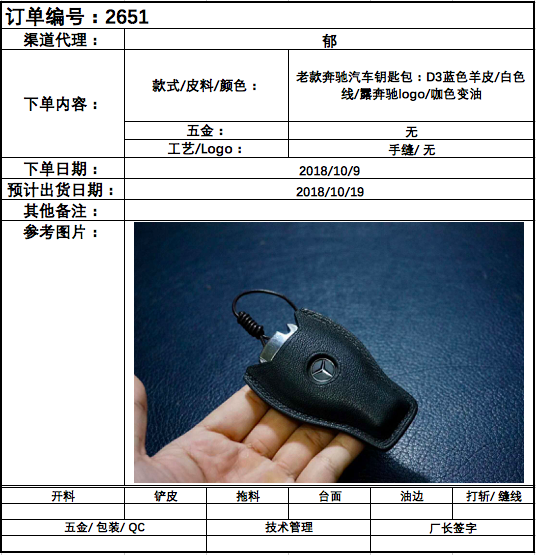 订单编号：2651
渠道代理：
郁
下单内容：
款式/皮料/颜色：
老款奔驰汽车钥匙包：D3蓝色羊皮/白色
线/露奔驰logo/咖色变油
五金：
无
工艺/Logo：
手缝/ 无
下单日期：
2018/10/9
预计出货日期：
2018/10/19
其他备注：
参考图片：
开料
铲皮
拖料
台面
油边
打斩/ 缝线
五金/ 包装/ QC
技术管理
厂长签字